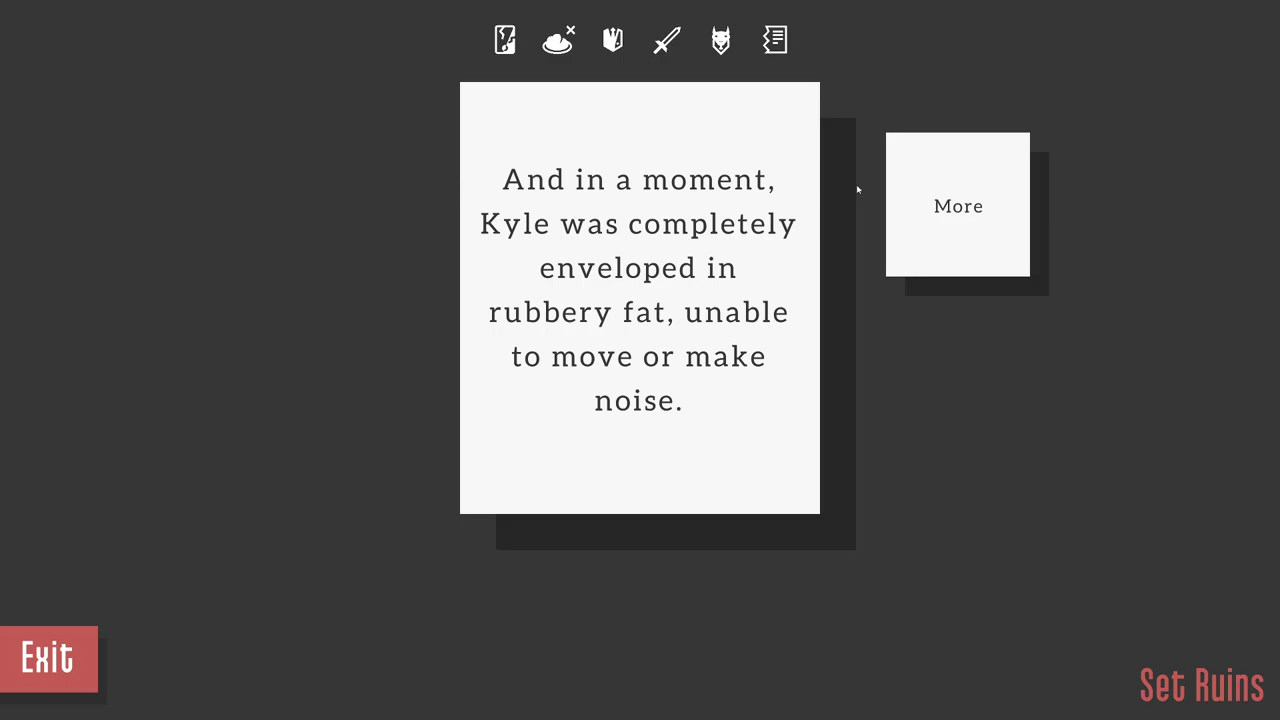 And in a moment,
Kyle was completely
enveloped in
rubbery fat, unable
to move or make
noise.
More
Exit
Set Ruins